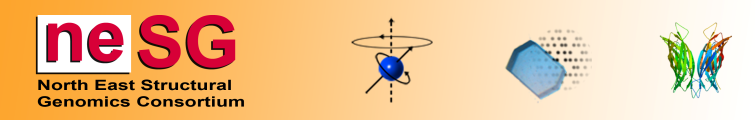 neSG
North East Structural
Genomics Consortium